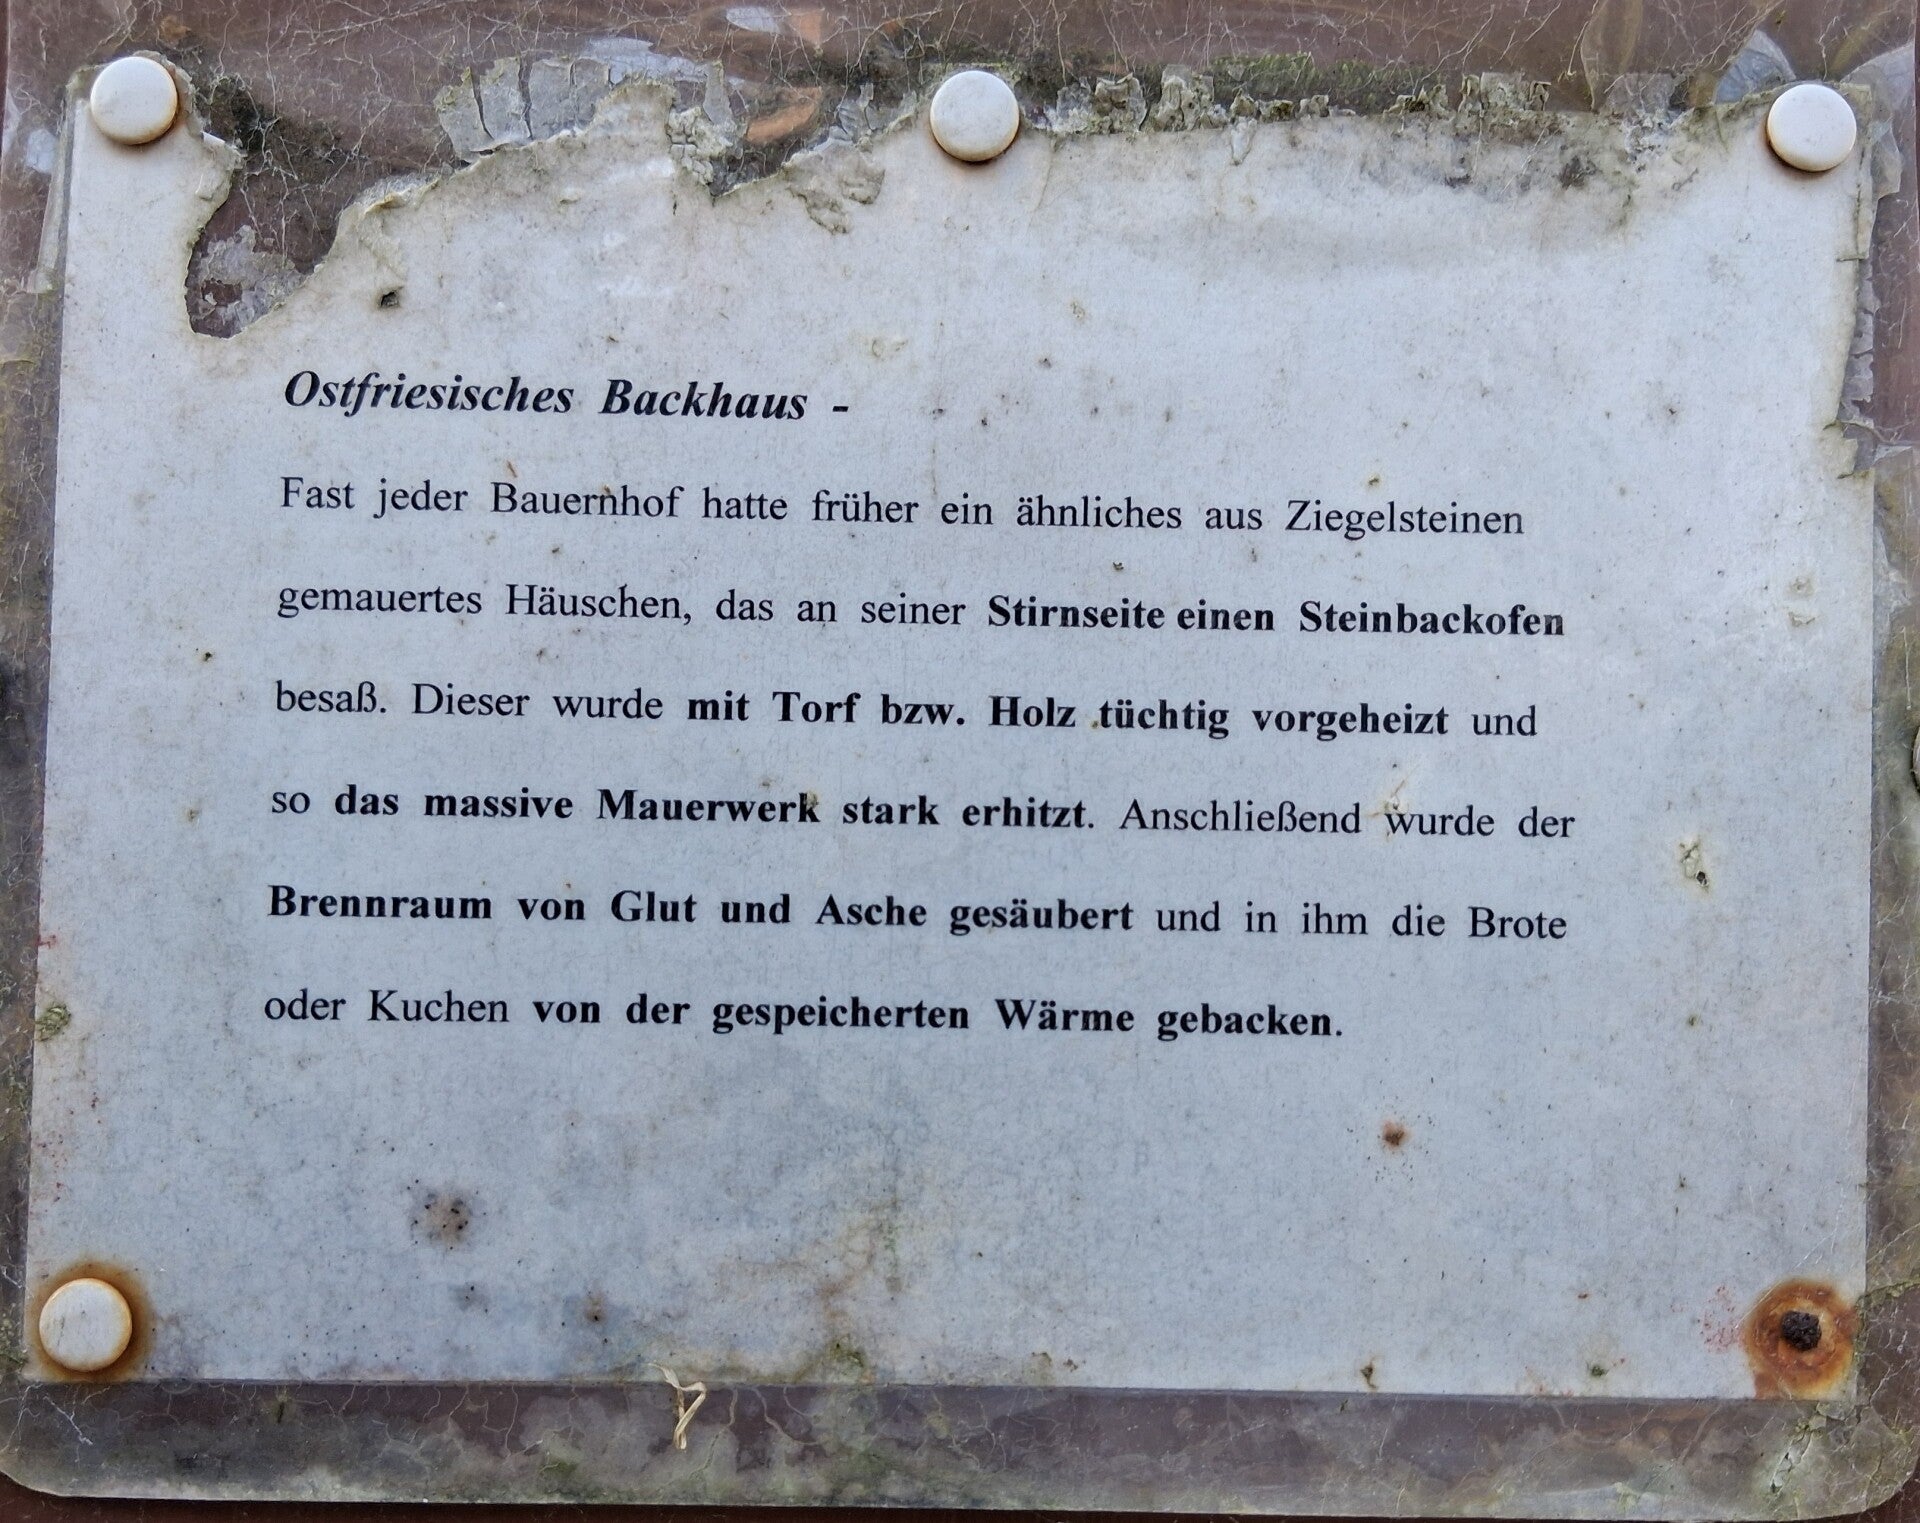 Ostfriesisches Backhaus -
Fast jeder Bauernhof hatte früher ein ähnliches aus Ziegelsteinen
gemauertes Häuschen, das an seiner Stirnseite einen Steinbackofen
besaß. Dieser wurde mit Torf bzw. Holz tüchtig vorgeheizt und
so das massive Mauerwerk stark erhitzt. Anschließend wurde der
Brennraum von Glut und Asche gesäubert und in ihm die Brote
oder Kuchen von der gespeicherten Wärme gebacken.